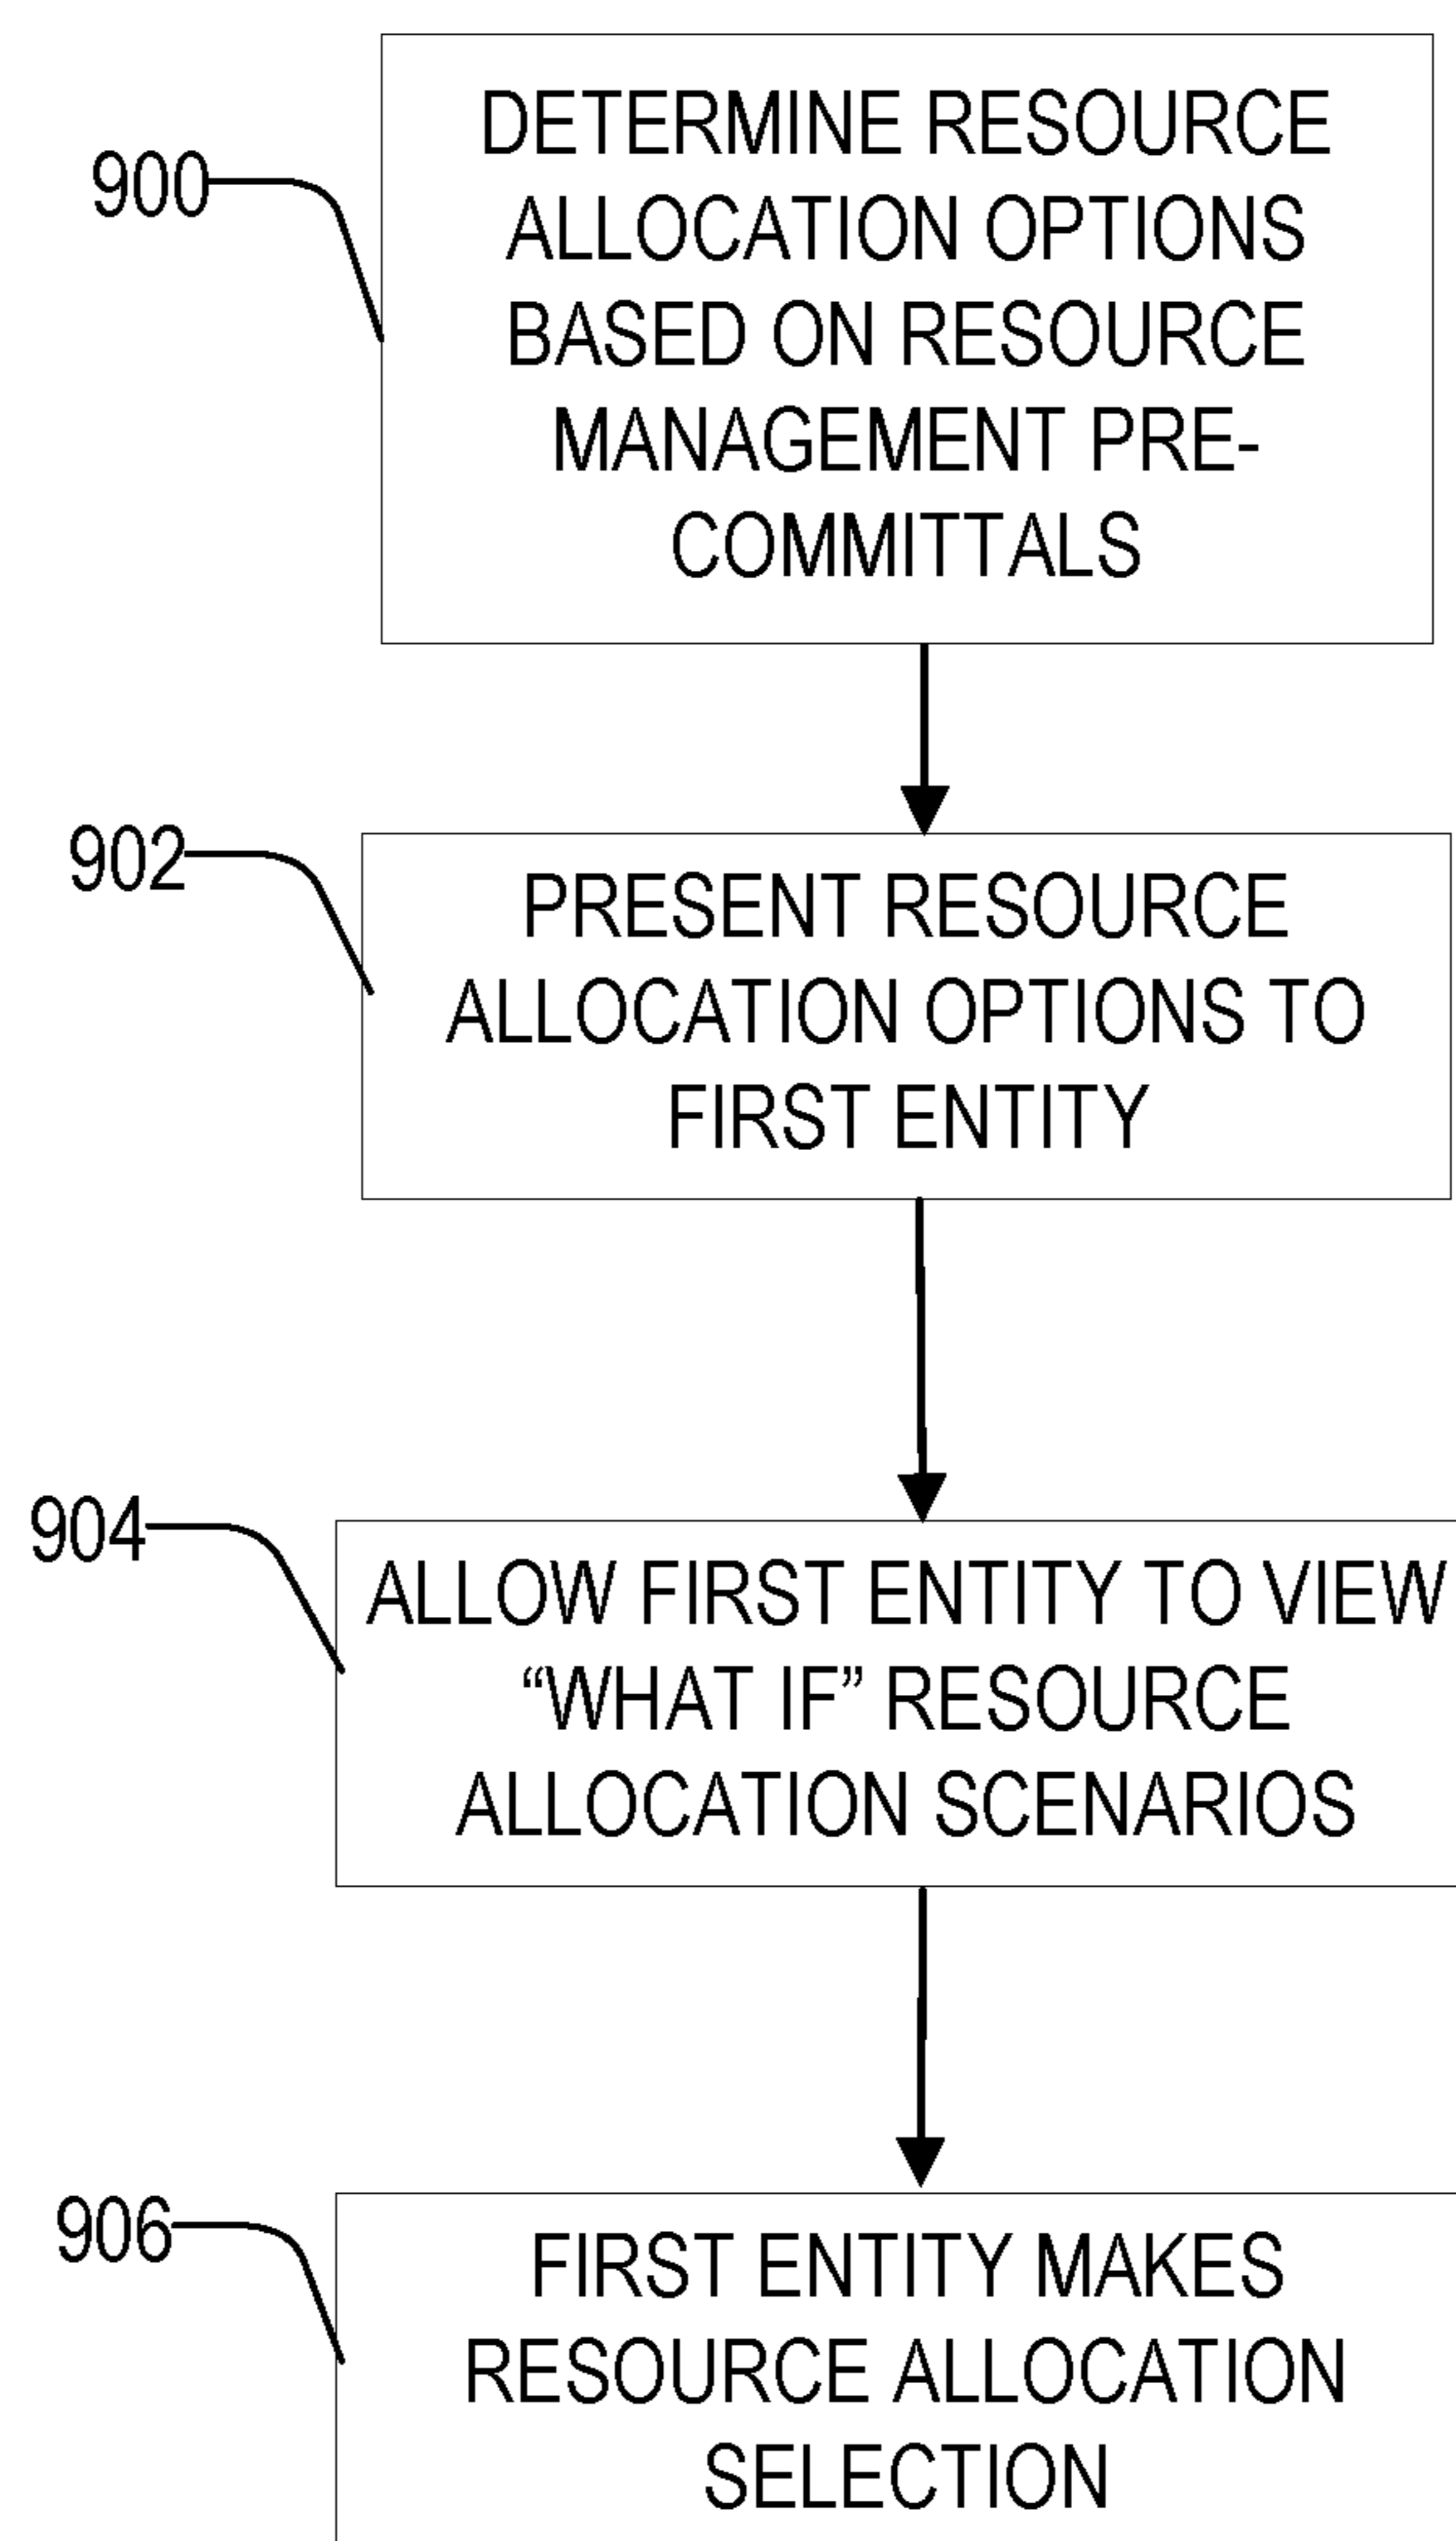 900
DETERMINE RESOURCE
ALLOCATION OPTIONS
BASED ON RESOURCE
MANAGEMENT PRE-
COMMITTALS
902
PRESENT RESOURCE
ALLOCATION OPTIONS TO
FIRST ENTITY
904
ALLOW FIRST ENTITY TO VIEW
“WHAT IF” RESOURCE
ALLOCATION SCENARIOS
906
FIRST ENTITY MAKES
RESOURCE ALLOCATION
SELECTION